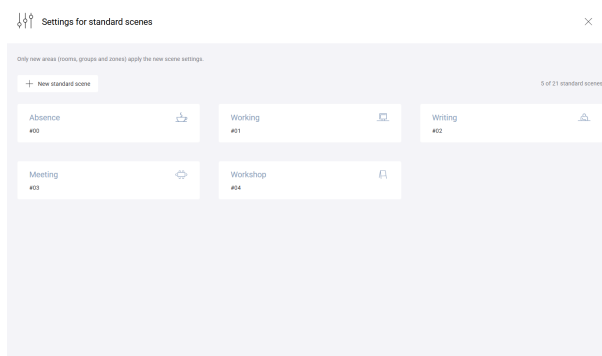 Settings for standard scenes
Only new areas (rooms, groups and zones) apply the new scene settings.
New standard scene
5 of 21 standard scenes
Absence
#00
Working
#01
Writing
#02
Meeting
#03
Workshop
#04